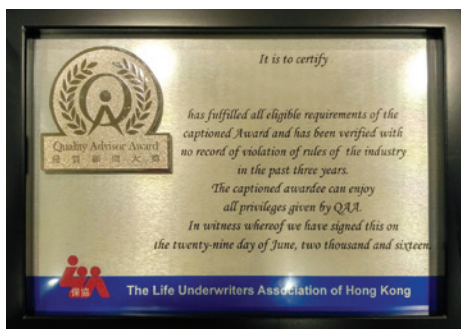 It is to certify
has fulfilled all eligible requirements of the
captioned Award and has been verified with
no record of violation of rules of the industry
in the past three years.
The captioned awardee can enjoy
all privileges given by QAA.
In witness whereof we have signed this on
the twenty-nine day of June, two thousand and sixteen.
Quality Advisor Award
優質顧問大獎
保協
The Life Underwriters Association of Hong Kong